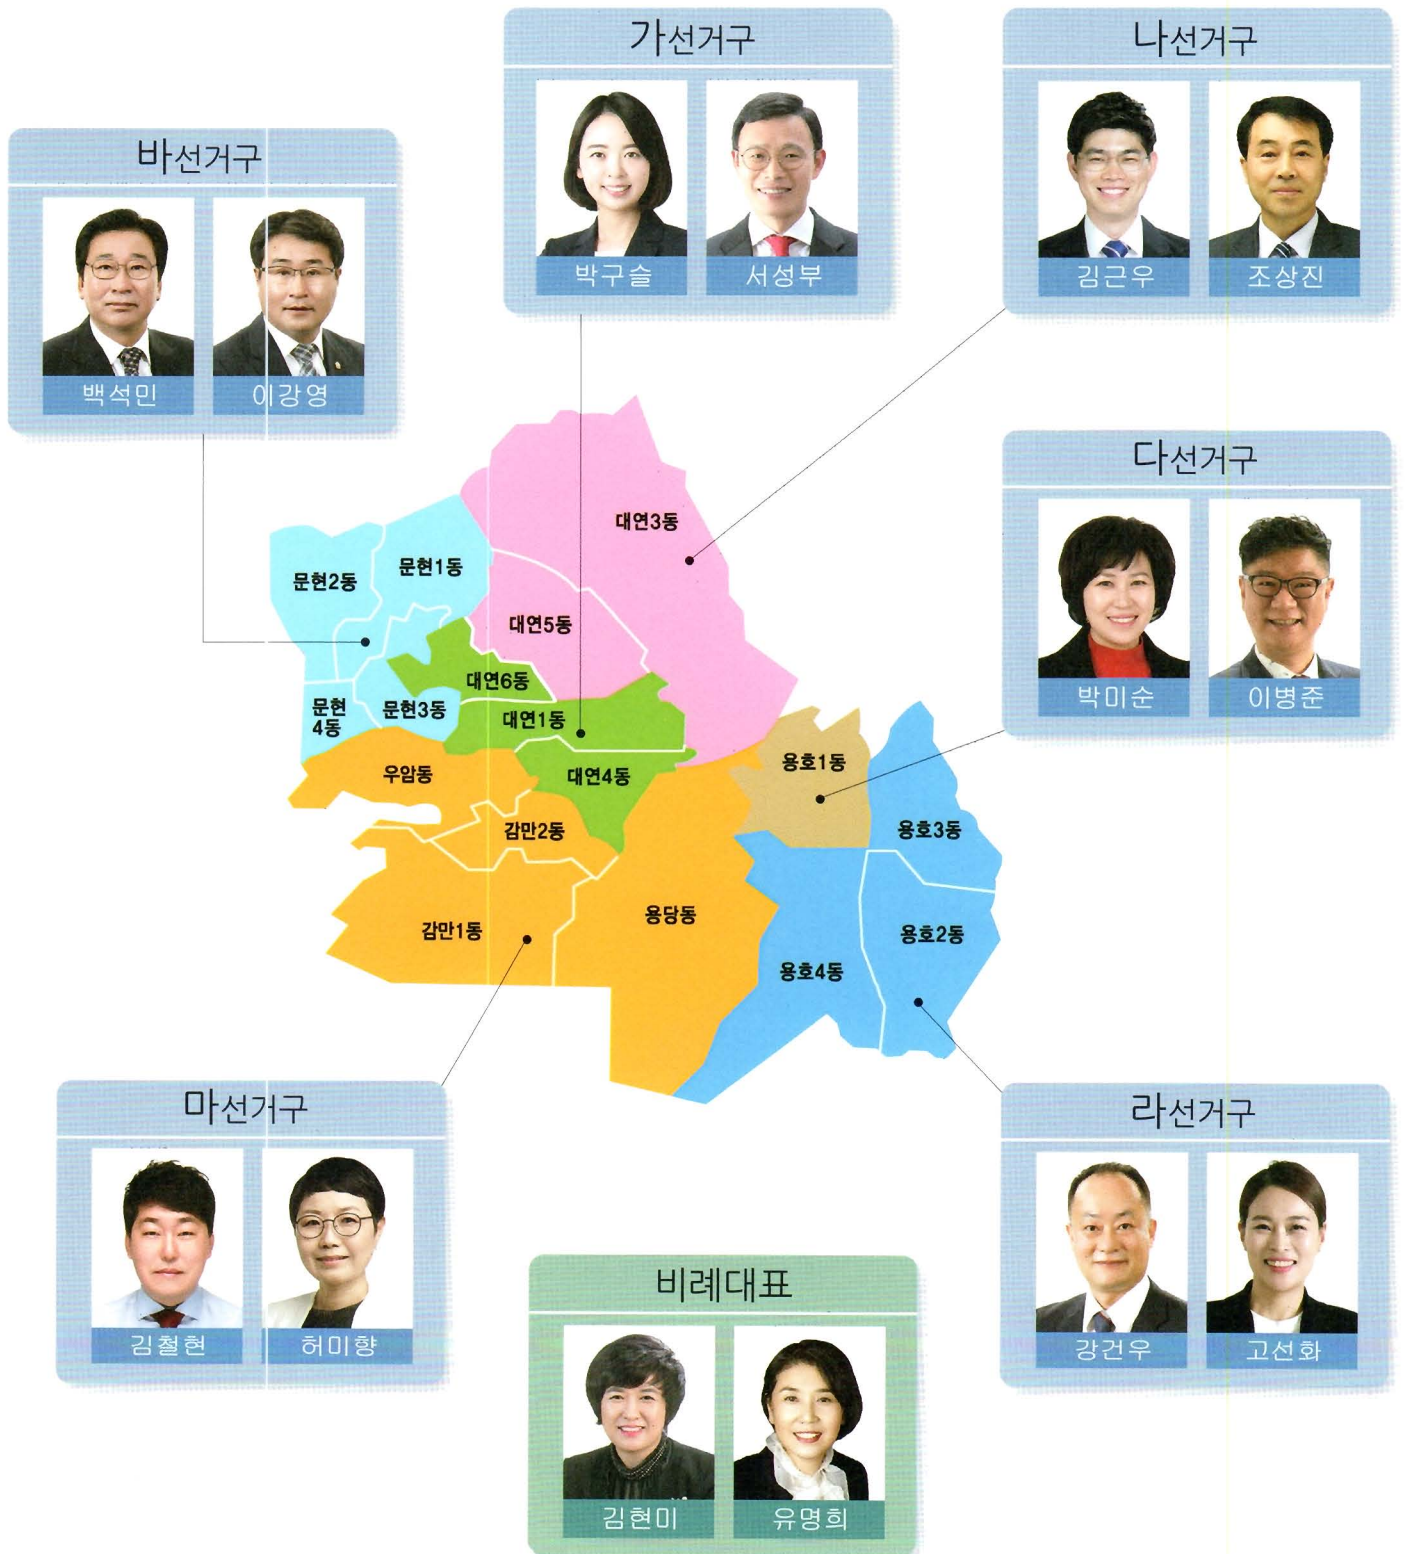 가선거구
박구슬
서성부
나선거구
김근우
조상진
바선거구
백석민
이강영
다선거구
박미순
이병준
대연3동
문현2동
문현1동
대연5동
대연6동
문현
4동
문현3동
대연1동
우암동
대연4동
용호1동
감만2동
용호3동
감만1동
용당동
용호2동
용호4동
마선거구
김철현
허미향
라선거구
강건우
고선화
비례대표
김현미
유명희